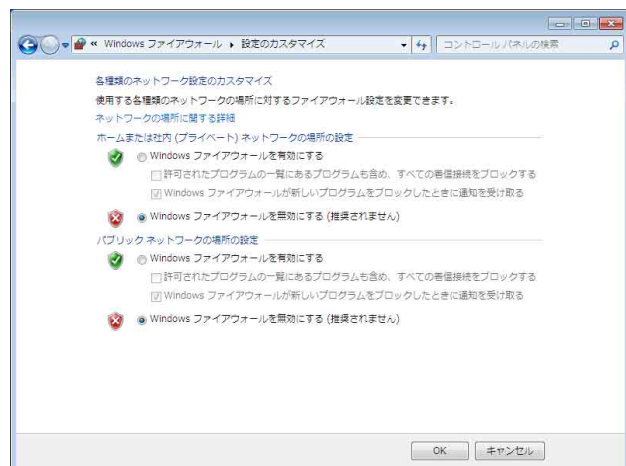 « Windows ファイアウォール ▸ 設定のカスタマイズ
コントロール パネルの検索
各種類のネットワーク設定のカスタマイズ
使用する各種類のネットワークの場所に対するファイアウォール設定を変更できます。
ネットワークの場所に関する詳細
ホームまたは社内 (プライベート) ネットワークの場所の設定
Windows ファイアウォールを有効にする
許可されたプログラムの一覧にあるプログラムも含め、すべての着信接続をブロックする
Windows ファイアウォールが新しいプログラムをブロックしたときに通知を受け取る
Windows ファイアウォールを無効にする (推奨されません)
パブリック ネットワークの場所の設定
Windows ファイアウォールを有効にする
許可されたプログラムの一覧にあるプログラムも含め、すべての着信接続をブロックする
Windows ファイアウォールが新しいプログラムをブロックしたときに通知を受け取る
Windows ファイアウォールを無効にする (推奨されません)
OK
キャンセル